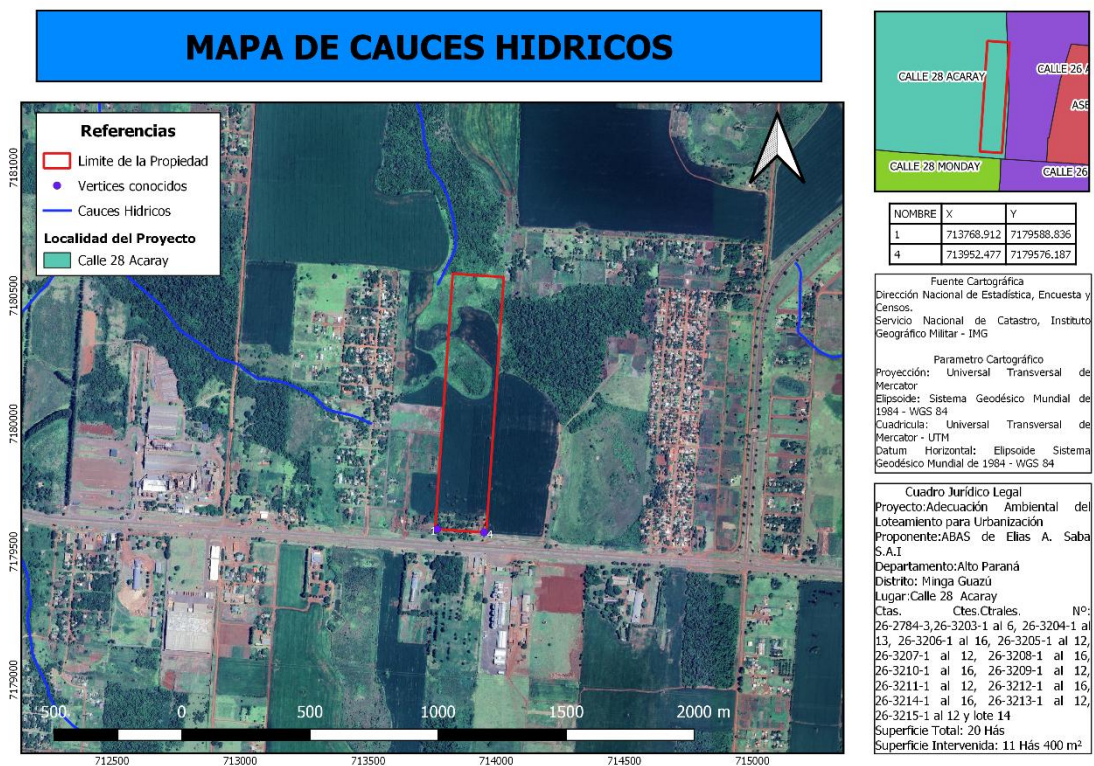 MAPA DE CAUCES HIDRICOS
Referencias
Limite de la Propiedad
Vertices conocidos
Cauces Hidricos
Localidad del Proyecto
Calle 28 Acaray
7181000
7180500
7180000
7179500
7179000
1
4
500 0 500 1000 1500 2000 m
712500 713000 713500 714000 714500 715000
CALLE 28 ACARAY
CALLE 26 A
ASE
CALLE 28 MONDAY
CALLE 26
NOMBRE X Y
1 713768,912 7179588,836
4 713952,477 7179576,187
Fuente Cartográfica
Dirección Nacional de Estadística, Encuesta y
Censos.
Servicio Nacional de Catastro, Instituto
Geográfico Militar - IMG
Parametro Cartográfico
Proyección: Universal Transversal de
Mercator
Elipsoide: Sistema Geodésico Mundial de
1984 - WGS 84
Cuadricula: Universal Transversal de
Mercator - UTM
Datum Horizontal: Elipsoide Sistema
Geodésico Mundial de 1984 - WGS 84
Cuadro Jurídico Legal
Proyecto:Adecuación Ambiental del
Loteamiento para Urbanización
Proponente:ABAS de Elias A. Saba
S.A.I
Departamento:Alto Paraná
Distrito: Minga Guazú
Lugar:Calle 28 Acaray
Ctas. Ctes.Ctrales. Nº:
26-2784-3,26-3203-1 al 6, 26-3204-1 al
13, 26-3206-1 al 16, 26-3205-1 al 12,
26-3207-1 al 12, 26-3208-1 al 16,
26-3210-1 al 16, 26-3209-1 al 12,
26-3211-1 al 12, 26-3212-1 al 16,
26-3214-1 al 16, 26-3213-1 al 12,
26-3215-1 al 12 y lote 14
Superficie Total: 20 Hás
Superficie Intervenida: 11 Hás 400 m²